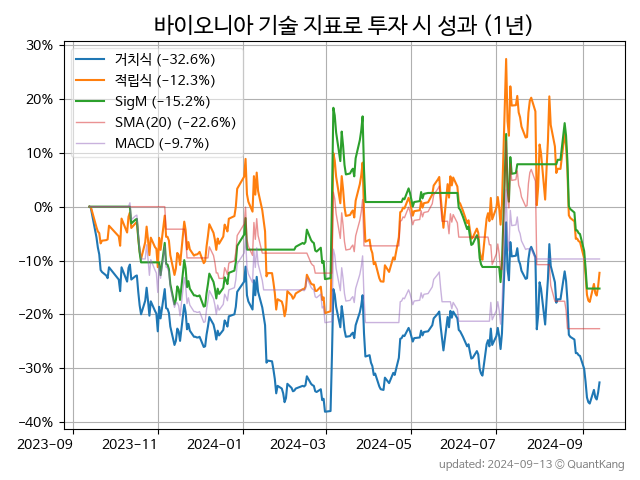 바이오니아 기술 지표로 투자 시 성과 (1년)
30%
20%
10%
0%
−10%
−20%
−30%
−40%
거치식 (−32.6%)
적립식 (−12.3%)
SigM (−15.2%)
SMA(20) (−22.6%)
MACD (−9.7%)
2023-09 2023-11 2024-01 2024-03 2024-05 2024-07 2024-09
updated: 2024-09-13 © QuantKang